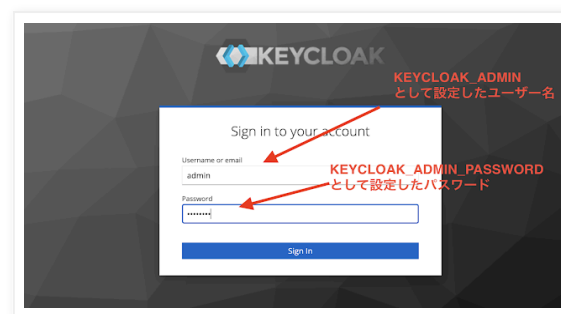 KEYCLOAK
KEYCLOAK_ADMIN
として設定したユーザー名
Sign in to your account
Username or email
admin
KEYCLOAK_ADMIN_PASSWORD
として設定したパスワード
Password
••••••••
Sign In